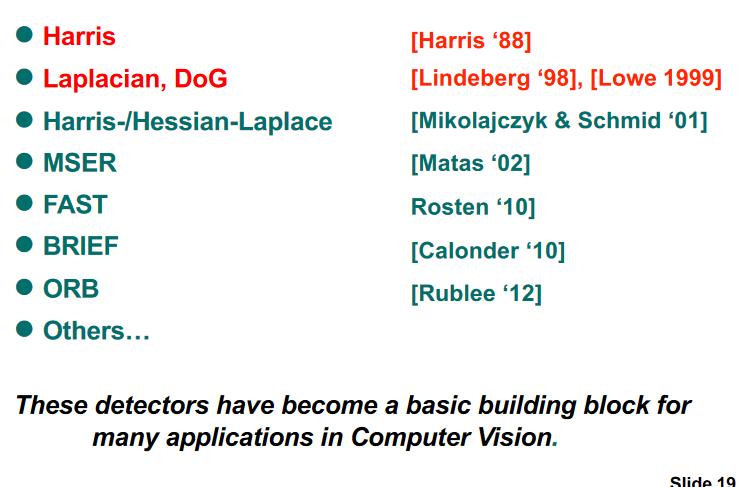 ● Harris [Harris ‘88]
● Laplacian, DoG [Lindeberg ‘98], [Lowe 1999]
● Harris-/Hessian-Laplace [Mikolajczyk & Schmid ‘01]
● MSER [Matas ‘02]
● FAST Rosten ‘10]
● BRIEF [Calonder ‘10]
● ORB [Rublee ‘12]
● Others…
These detectors have become a basic building block for
many applications in Computer Vision.
Slide 19